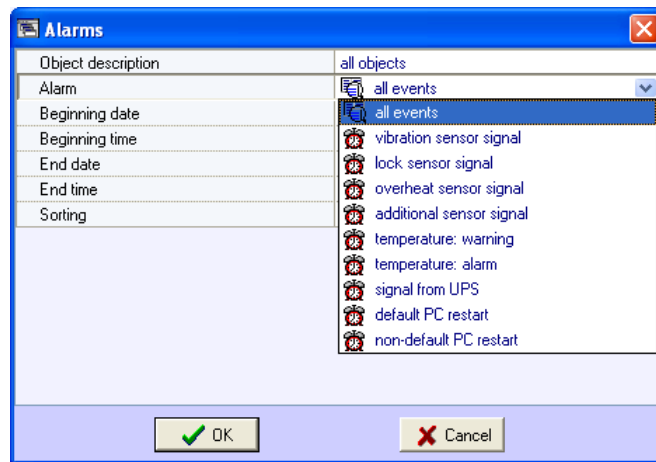 Alarms
Object description all objects
Alarm all events
Beginning date all events
Beginning time vibration sensor signal
End date lock sensor signal
End time overheat sensor signal
Sorting additional sensor signal
temperature: warning
temperature: alarm
signal from UPS
default PC restart
non-default PC restart
OK Cancel